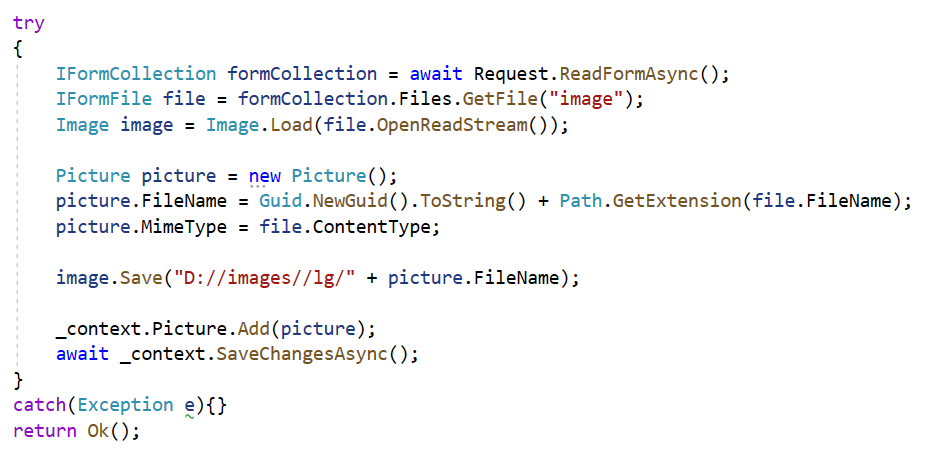 try
{
IFormCollection formCollection = await Request.ReadFormAsync();
IFormFile file = formCollection.Files.GetFile("image");
Image image = Image.Load(file.OpenReadStream());
Picture picture = new Picture();
picture.FileName = Guid.NewGuid().ToString() + Path.GetExtension(file.FileName);
picture.MimeType = file.ContentType;
image.Save("D://images//lg/" + picture.FileName);
_context.Picture.Add(picture);
await _context.SaveChangesAsync();
}
catch(Exception e){}
return Ok();